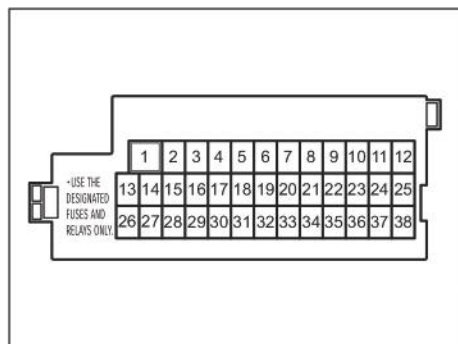 1 2 3 4 5 6 7 8 9 10 11 12
13 14 15 16 17 18 19 20 21 22 23 24 25
26 27 28 29 30 31 32 33 34 35 36 37 38
•USE THE
DESIGNATED
FUSES AND
RELAYS ONLY.